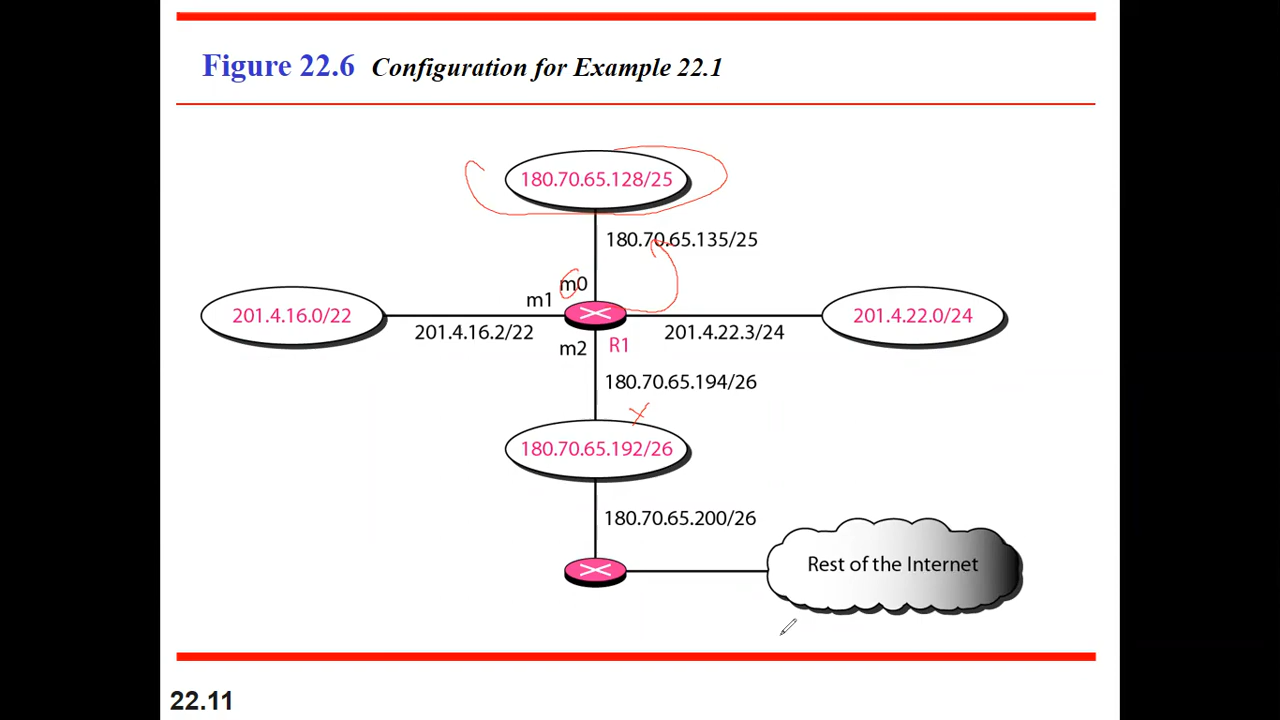 Figure 22.6 Configuration for Example 22.1
180.70.65.128/25
180.70.65.135/25
m0
m1
201.4.16.0/22
201.4.22.0/24
201.4.16.2/22
201.4.22.3/24
m2
R1
180.70.65.194/26
180.70.65.192/26
180.70.65.200/26
Rest of the Internet
22.11